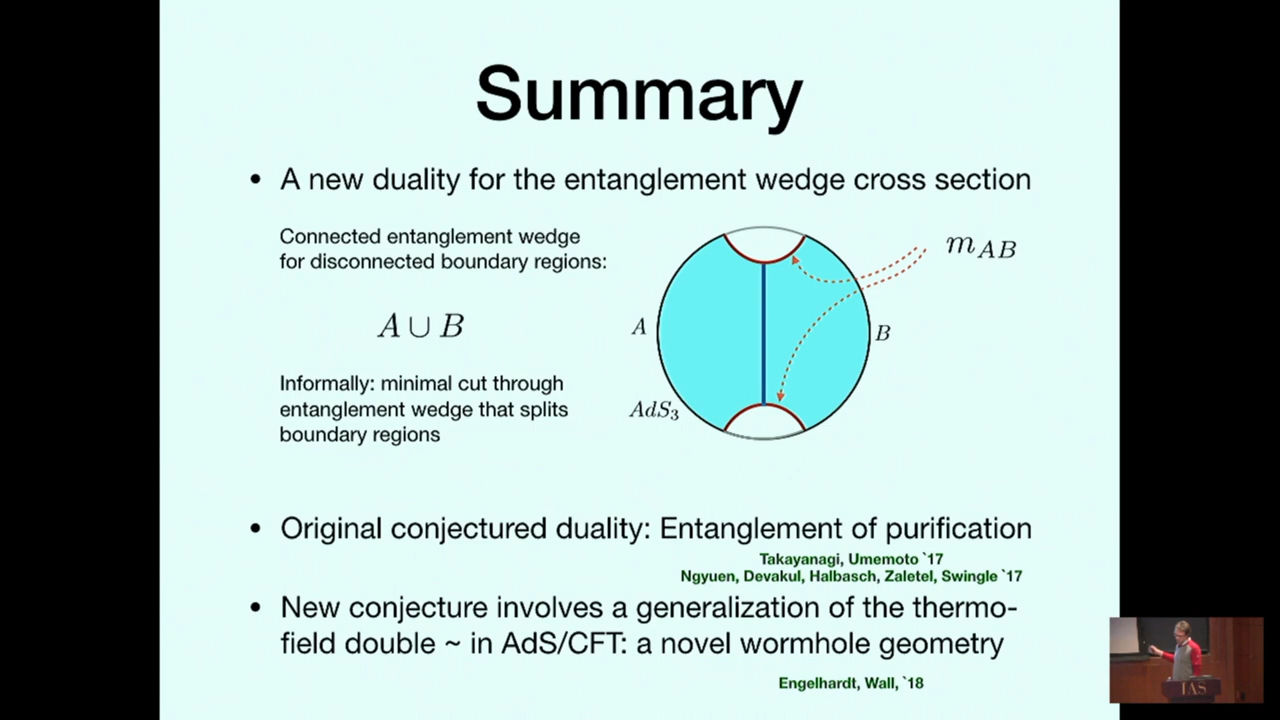 Summary
• A new duality for the entanglement wedge cross section
Connected entanglement wedge
for disconnected boundary regions:
A ∪ B
Informally: minimal cut through
entanglement wedge that splits
boundary regions
m_{AB}
A
B
AdS_3
• Original conjectured duality: Entanglement of purification
Takayanagi, Umemoto `17
Ngyuen, Devakul, Halbasch, Zaletel, Swingle `17
• New conjecture involves a generalization of the thermo-
field double ~ in AdS/CFT: a novel wormhole geometry
Engelhardt, Wall, `18
IAS